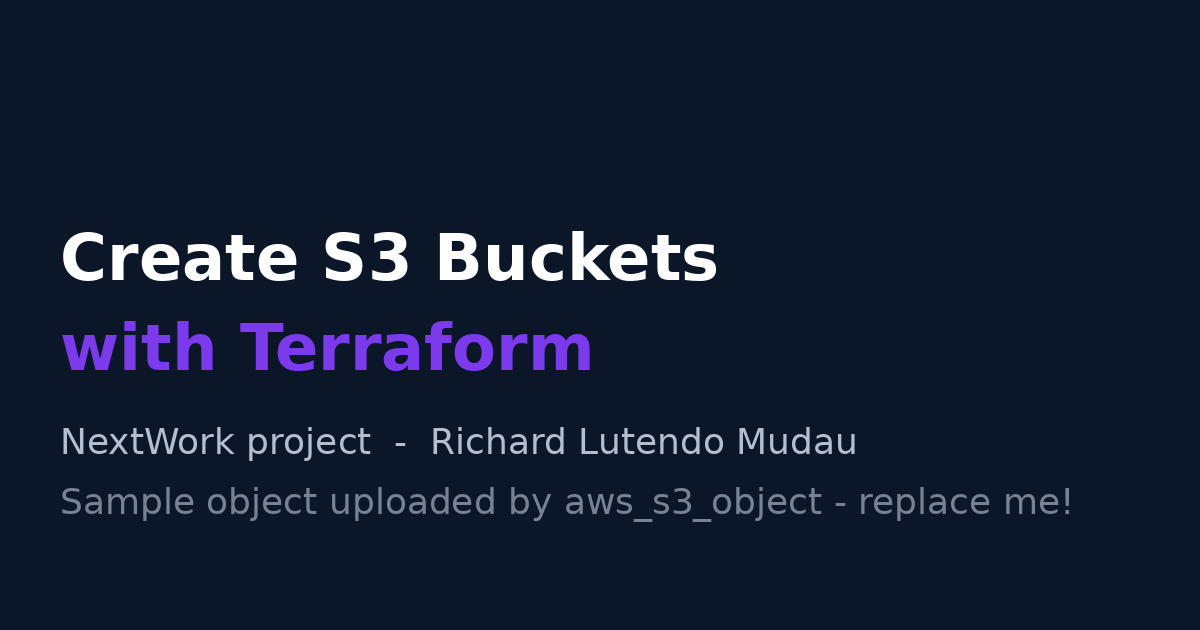 Create S3 Buckets
with Terraform
NextWork project - Richard Lutendo Mudau
Sample object uploaded by aws_s3_object - replace me!